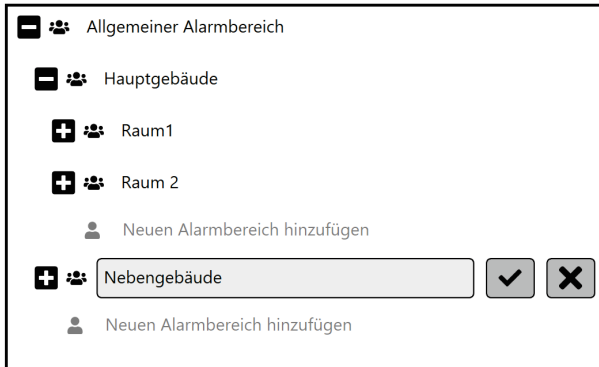 Allgemeiner Alarmbereich
Hauptgebäude
Raum1
Raum 2
Neuen Alarmbereich hinzufügen
Nebengebäude
Neuen Alarmbereich hinzufügen